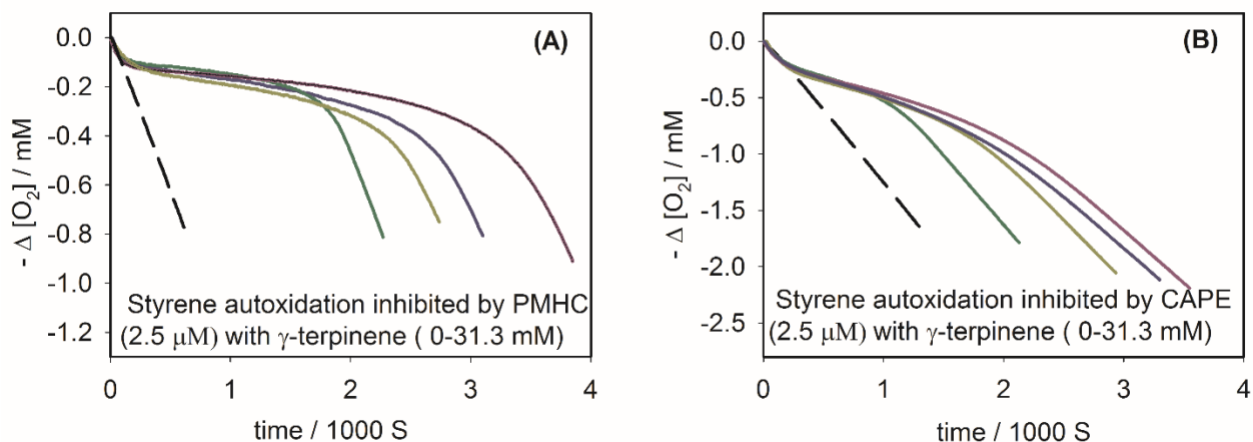 (A)
0.0
-0.2
-0.4
-0.6
-0.8
-1.0
-1.2
- Δ [O₂] / mM
Styrene autoxidation inhibited by PMHC
(2.5 μM) with γ-terpinene ( 0-31.3 mM)
0 1 2 3 4
time / 1000 S
(B)
0.0
-0.5
-1.0
-1.5
-2.0
-2.5
- Δ [O₂] / mM
Styrene autoxidation inhibited by CAPE
(2.5 μM) with γ-terpinene ( 0-31.3 mM)
0 1 2 3 4
time / 1000 S